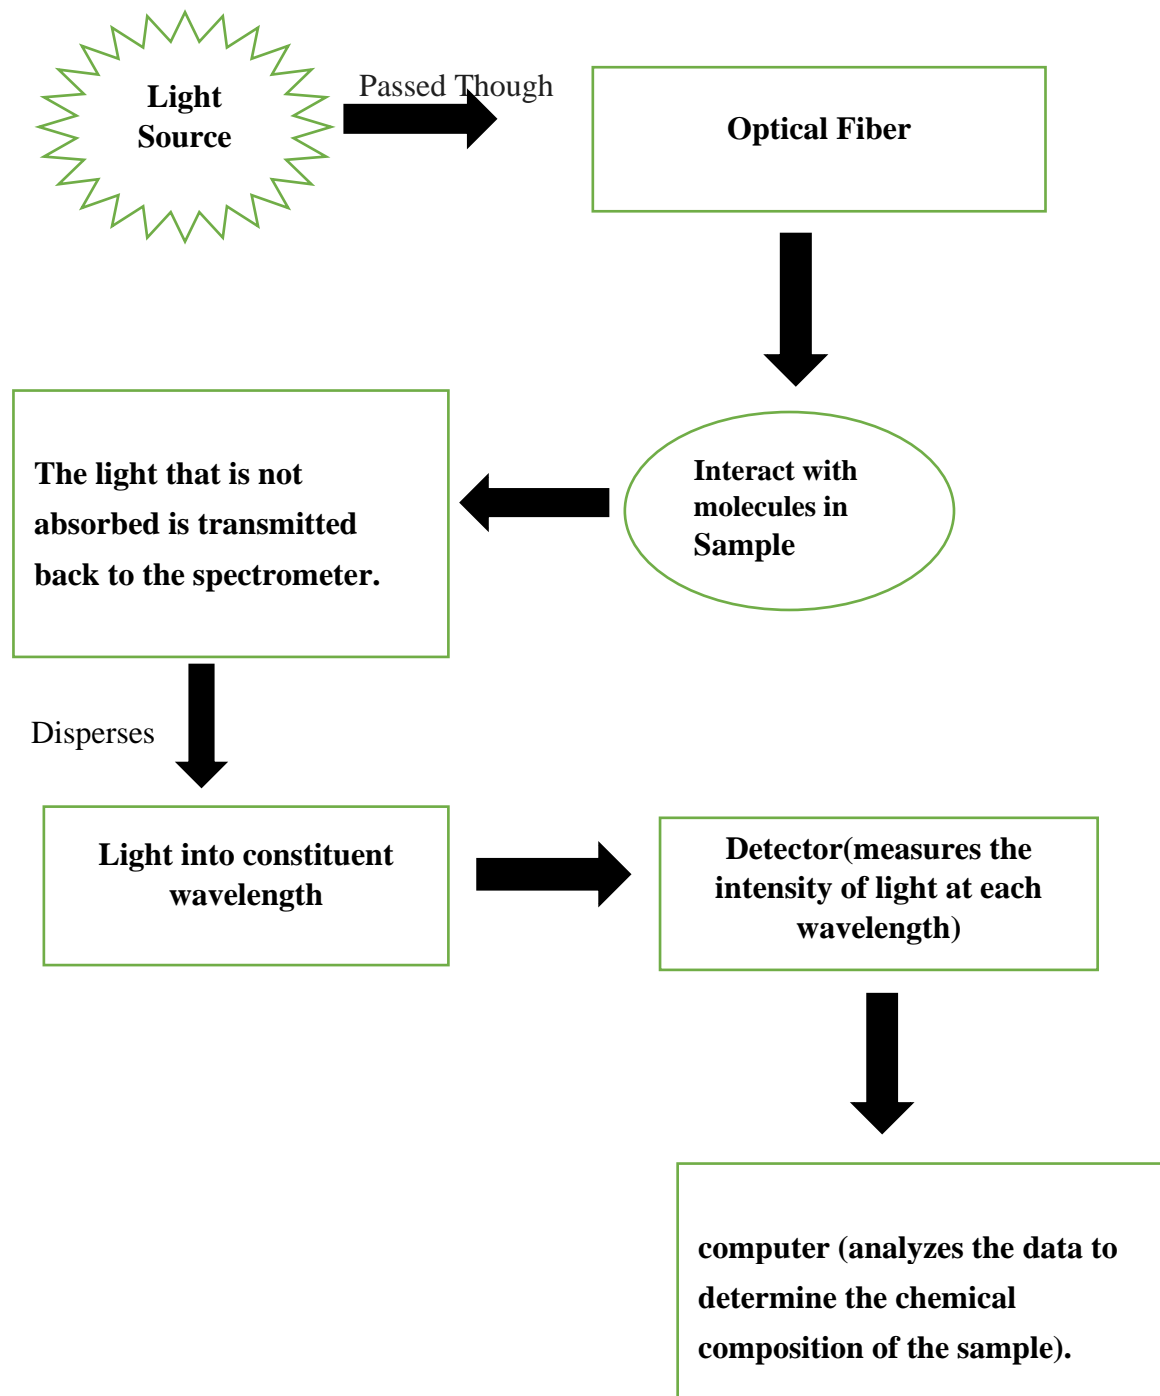 Light
Source
Passed Though
Optical Fiber
Interact with
molecules in
Sample
The light that is not
absorbed is transmitted
back to the spectrometer.
Disperses
Light into constituent
wavelength
Detector(measures the
intensity of light at each
wavelength)
computer (analyzes the data to
determine the chemical
composition of the sample).